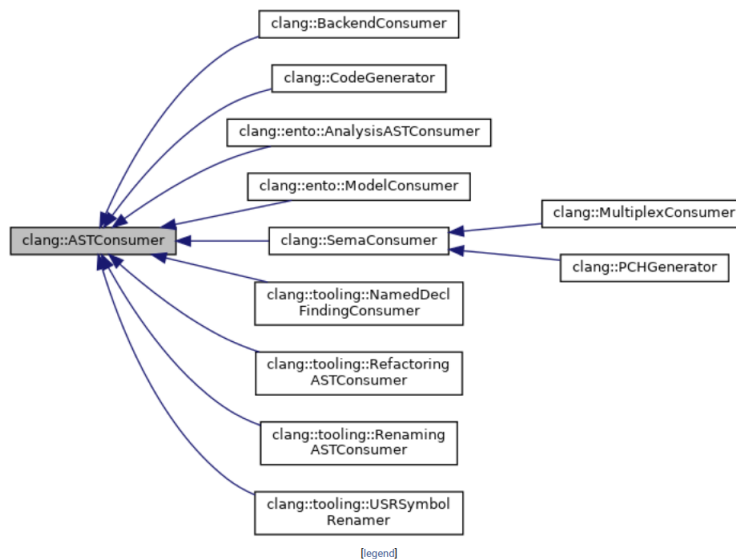 clang::BackendConsumer
clang::CodeGenerator
clang::ento::AnalysisASTConsumer
clang::ento::ModelConsumer
clang::ASTConsumer
clang::SemaConsumer
clang::MultiplexConsumer
clang::PCHGenerator
clang::tooling::NamedDecl
FindingConsumer
clang::tooling::Refactoring
ASTConsumer
clang::tooling::Renaming
ASTConsumer
clang::tooling::USRSymbol
Renamer
[legend]